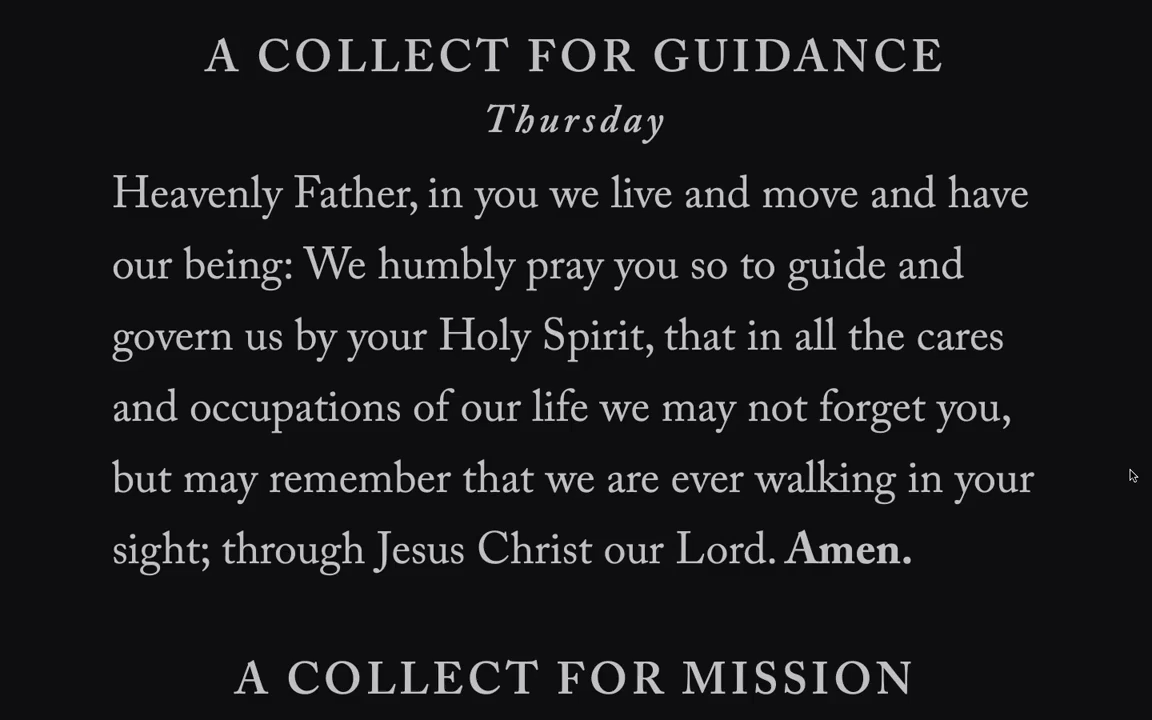 A COLLECT FOR GUIDANCE
Thursday
Heavenly Father, in you we live and move and have
our being: We humbly pray you so to guide and
govern us by your Holy Spirit, that in all the cares
and occupations of our life we may not forget you,
but may remember that we are ever walking in your
sight; through Jesus Christ our Lord. Amen.
A COLLECT FOR MISSION